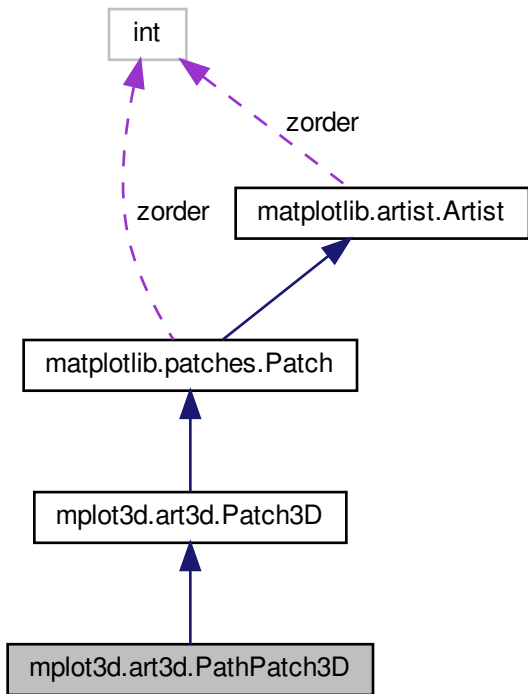 int
zorder
matplotlib.artist.Artist
zorder
matplotlib.patches.Patch
mplot3d.art3d.Patch3D
mplot3d.art3d.PathPatch3D